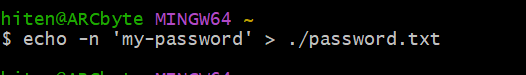 hiten@ARCbyte MINGW64 ~
$ echo -n 'my-password' > ./password.txt